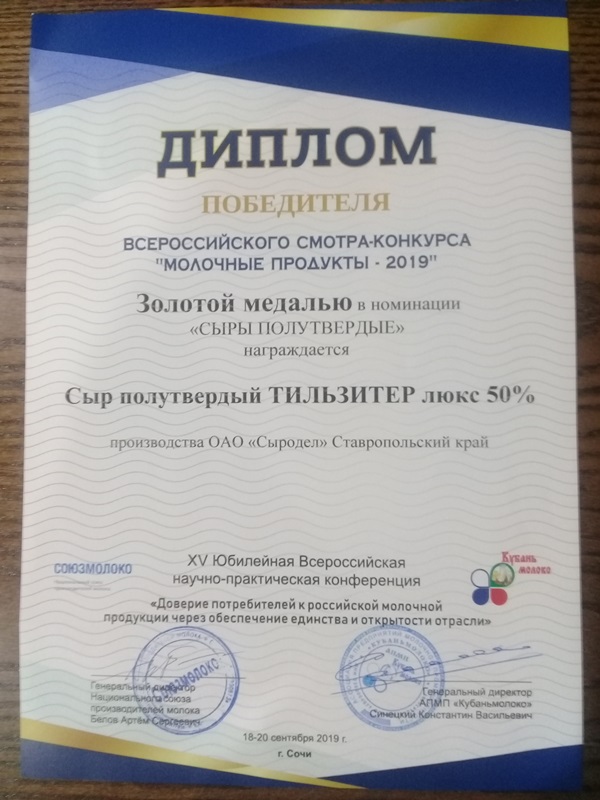 ДИПЛОМ
ПОБЕДИТЕЛЯ
ВСЕРОССИЙСКОГО СМОТРА-КОНКУРСА
"МОЛОЧНЫЕ ПРОДУКТЫ - 2019"
Золотой медалью в номинации
«СЫРЫ ПОЛУТВЕРДЫЕ»
награждается
Сыр полутвердый ТИЛЬЗИТЕР люкс 50%
производства ОАО «Сыродел» Ставропольский край
СОЮЗМОЛОКО
XV Юбилейная Всероссийская
научно-практическая конференция
Кубань
молоко
«Доверие потребителей к российской молочной
продукции через обеспечение единства и открытости отрасли»
СОЮЗМОЛОКО
Генеральный директор
Национального союза
производителей молока
Белов Артём Сергеевич
Генеральный директор
АПМП «Кубаньмолоко»
Синецкий Константин Васильевич
18-20 сентября 2019 г.
г. Сочи